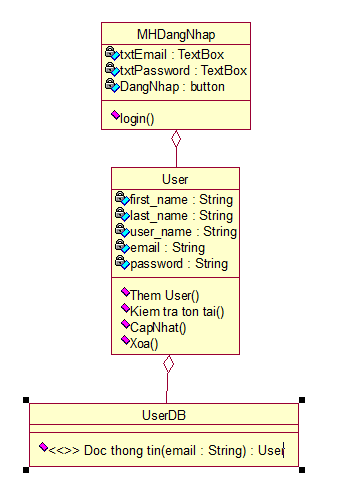 MHDangNhap
txtEmail : TextBox
txtPassword : TextBox
DangNhap : button
login()
User
first_name : String
last_name : String
user_name : String
email : String
password : String
Them User()
Kiem tra ton tai()
CapNhat()
Xoa()
UserDB
<<>> Doc thong tin(email : String) : User